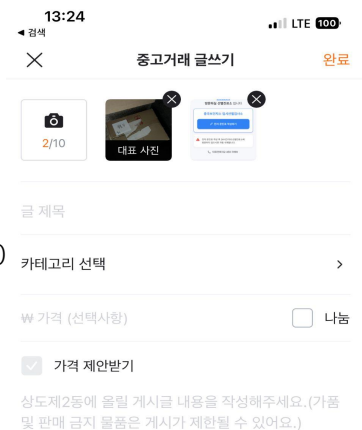 13:24
LTE 100
◀ 검색
중고거래 글쓰기
완료
2/10
대표 사진
글 제목
카테고리 선택
₩ 가격 (선택사항)
나눔
가격 제안받기
상도제2동에 올릴 게시글 내용을 작성해주세요.(가품
및 판매 금지 물품은 게시가 제한될 수 있어요.)